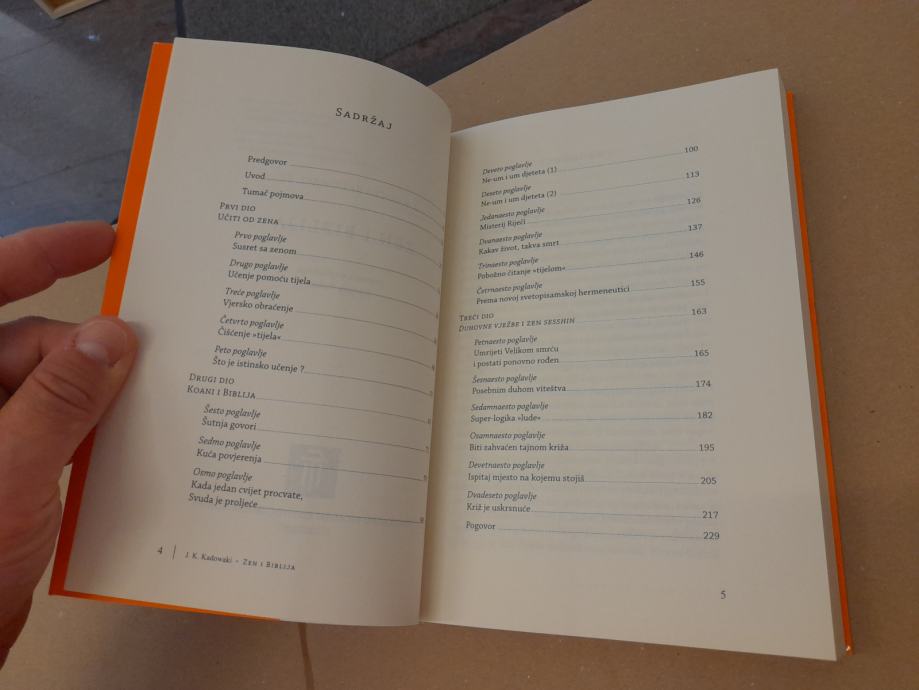 SADRŽAJ
Predgovor
Uvod
Tumač pojmova
PRVI DIO
UČITI OD ZENA
Prvo poglavlje
Susret sa zenom
Drugo poglavlje
Učenje pomoću tijela
Treće poglavlje
Vjersko obraćenje
Četvrto poglavlje
Čišćenje »tijela«
Peto poglavlje
Što je istinsko učenje ?
DRUGI DIO
KOANI I BIBLIJA
Šesto poglavlje
Šutnja govori
Sedmo poglavlje
Kuća povjerenja
Osmo poglavlje
Kada jedan cvijet procvate,
Svuda je proljeće
4 | J. K. Kadowaki - ZEN I BIBLIJA
Deveto poglavlje
Ne-um i um djeteta (1) 100
Deseto poglavlje
Ne-um i um djeteta (2) 113
Jedanaesto poglavlje
Misterij Riječi 126
Dvanaesto poglavlje
Kakav život, takva smrt 137
Trinaesto poglavlje
Pobožno čitanje »tijelom« 146
Četrnaesto poglavlje
Prema novoj svetopisamskoj hermeneutici 155
TREĆI DIO
DUHOVNE VJEŽBE I ZEN SESSHIN 163
Petnaesto poglavlje
Umrijeti Velikom smrću
i postati ponovno rođen 165
Šesnaesto poglavlje
Posebnim duhom viteštva 174
Sedamnaesto poglavlje
Super-logika »lude« 182
Osamnaesto poglavlje
Biti zahvaćen tajnom križa 195
Devetnaesto poglavlje
Ispitaj mjesto na kojemu stojiš 205
Dvadeseto poglavlje
Križ je uskrsnuće 217
Pogovor 229
5